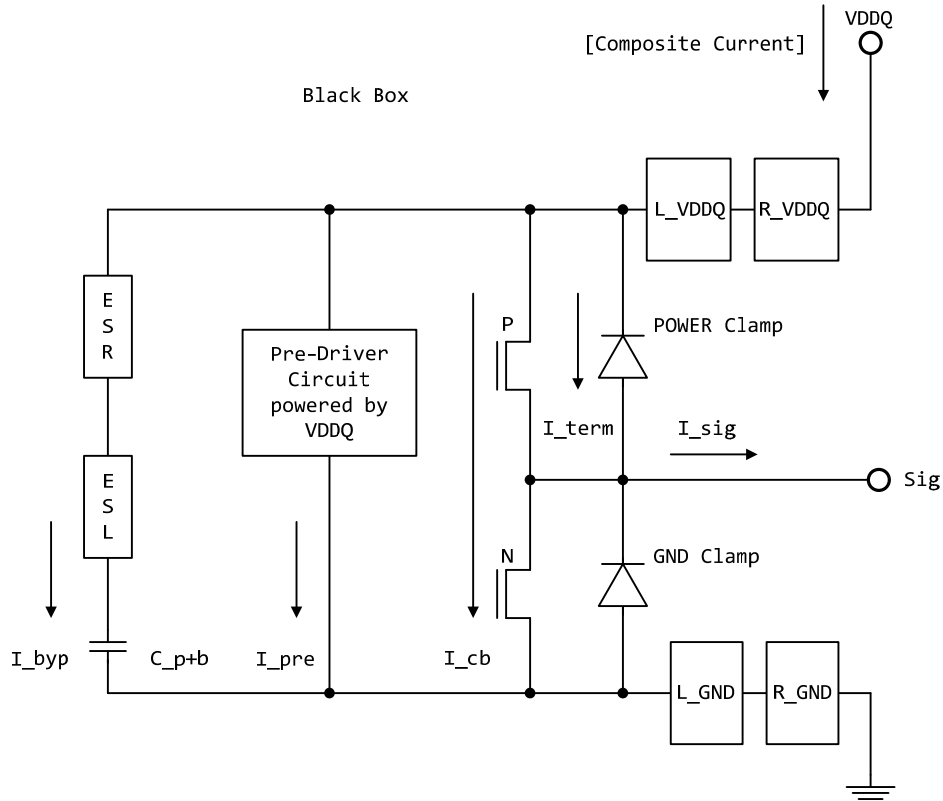 VDDQ
[Composite Current]
Black Box
L_VDDQ
R_VDDQ
E
S
R
P
POWER Clamp
Pre-Driver
Circuit
powered by
VDDQ
I_term
I_sig
E
S
L
Sig
N
GND Clamp
I_byp
C_p+b
I_pre
I_cb
L_GND
R_GND